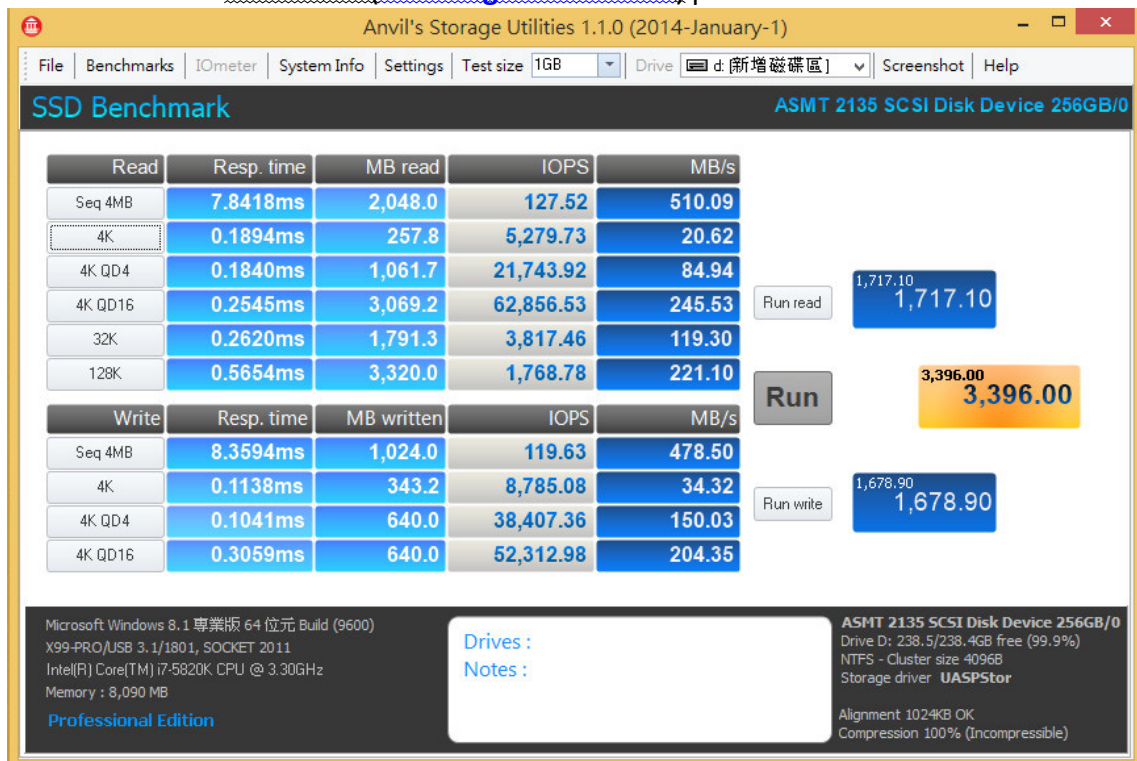 Anvil's Storage Utilities 1.1.0 (2014-January-1)
File Benchmarks IOmeter System Info Settings Test size 1GB Drive d: [新增磁碟區] Screenshot Help
SSD Benchmark ASMT 2135 SCSI Disk Device 256GB/0
Read Resp. time MB read IOPS MB/s
Seq 4MB 7.8418ms 2,048.0 127.52 510.09
4K 0.1894ms 257.8 5,279.73 20.62
4K QD4 0.1840ms 1,061.7 21,743.92 84.94
4K QD16 0.2545ms 3,069.2 62,856.53 245.53
32K 0.2620ms 1,791.3 3,817.46 119.30
128K 0.5654ms 3,320.0 1,768.78 221.10
Run read
1,717.10
1,717.10
Run
3,396.00
3,396.00
Write Resp. time MB written IOPS MB/s
Seq 4MB 8.3594ms 1,024.0 119.63 478.50
4K 0.1138ms 343.2 8,785.08 34.32
4K QD4 0.1041ms 640.0 38,407.36 150.03
4K QD16 0.3059ms 640.0 52,312.98 204.35
Run write
1,678.90
1,678.90
Microsoft Windows 8.1 專業版 64 位元 Build (9600)
X99-PRO/USB 3.1/1801, SOCKET 2011
Intel(R) Core(TM) i7-5820K CPU @ 3.30GHz
Memory : 8,090 MB
Professional Edition
Drives :
Notes :
ASMT 2135 SCSI Disk Device 256GB/0
Drive D: 238.5/238.4GB free (99.9%)
NTFS - Cluster size 4096B
Storage driver UASPStor
Alignment 1024KB OK
Compression 100% (Incompressible)